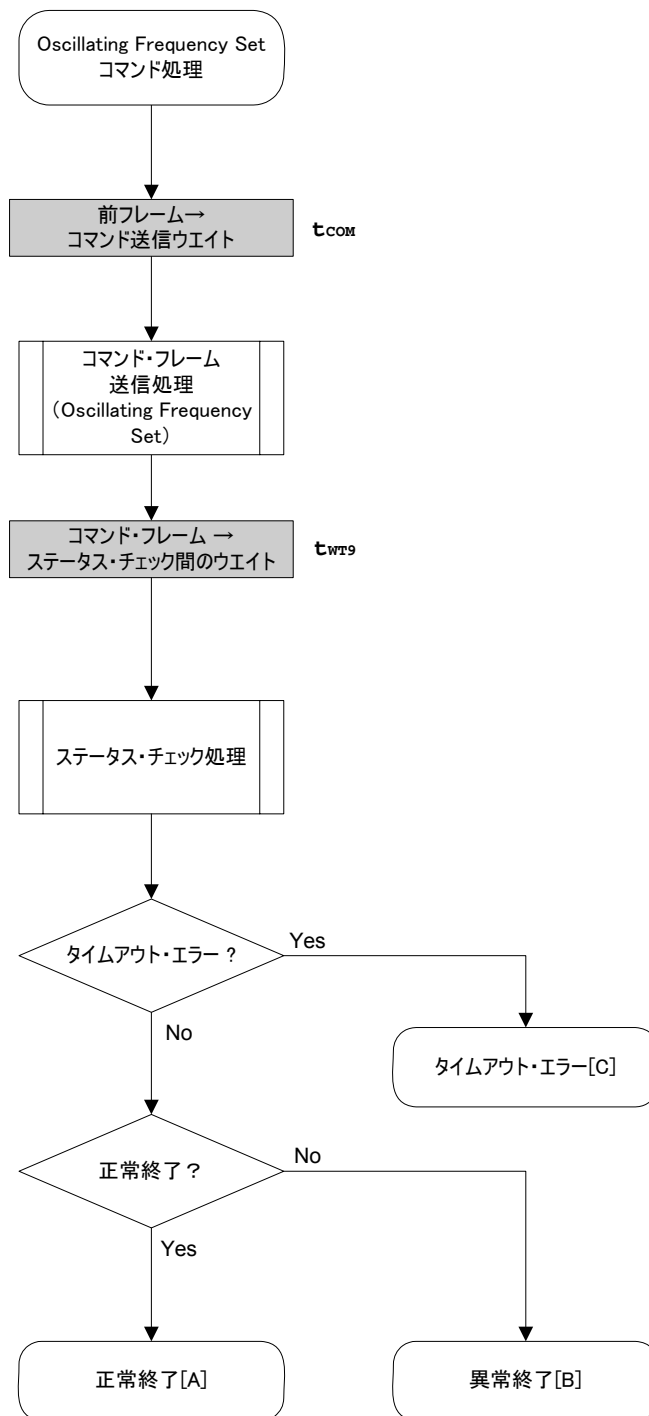 Oscillating Frequency Set
コマンド処理
前フレーム→
コマンド送信ウエイト
tCOM
コマンド・フレーム
送信処理
（Oscillating Frequency
Set）
コマンド・フレーム →
ステータス・チェック間のウエイト
tWT9
ステータス・チェック処理
タイムアウト・エラー ?
Yes
No
タイムアウト・エラー[C]
正常終了？
No
Yes
正常終了[A]
異常終了[B]